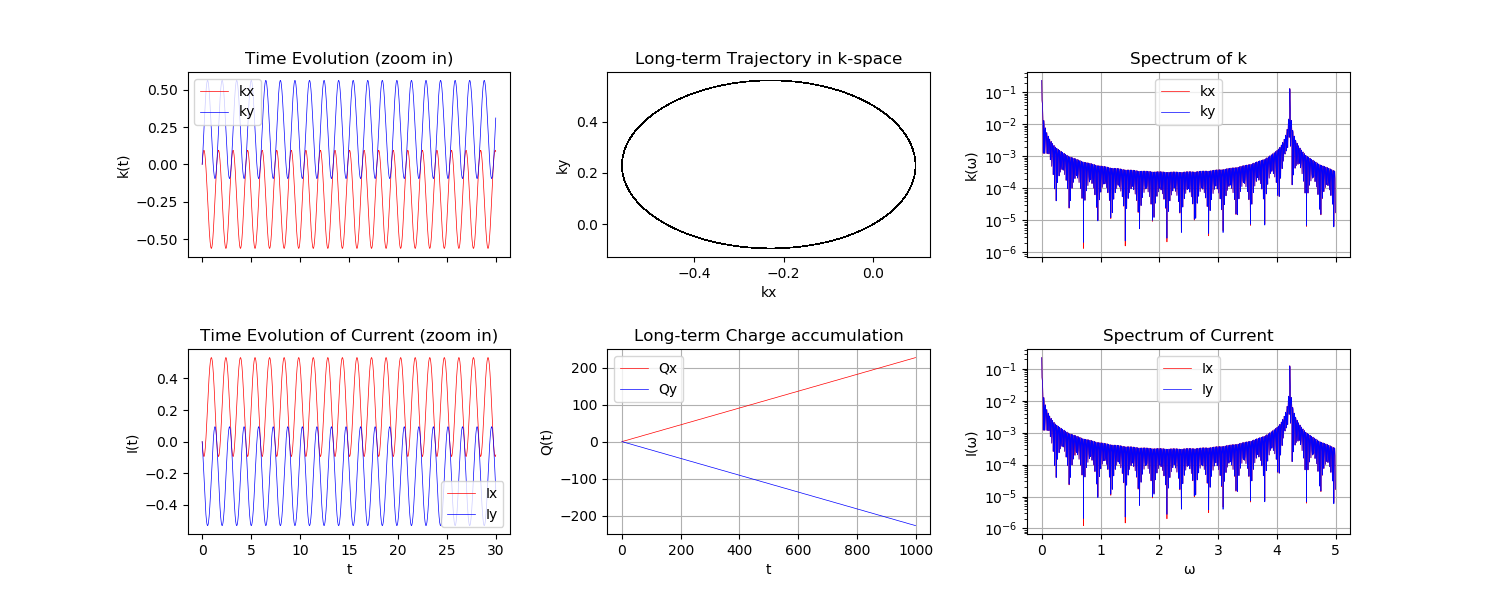 Time Evolution (zoom in)
k(t)
0.50
0.25
0.00
−0.25
−0.50
kx
ky
Long-term Trajectory in k-space
ky
0.4
0.2
0.0
−0.4
−0.2
0.0
kx
Spectrum of k
k(ω)
10⁻¹
10⁻²
10⁻³
10⁻⁴
10⁻⁵
10⁻⁶
kx
ky
Time Evolution of Current (zoom in)
I(t)
0.4
0.2
0.0
−0.2
−0.4
Ix
Iy
0
5
10
15
20
25
30
t
Long-term Charge accumulation
Q(t)
200
100
0
−100
−200
Qx
Qy
0
200
400
600
800
1000
t
Spectrum of Current
I(ω)
10⁻¹
10⁻²
10⁻³
10⁻⁴
10⁻⁵
10⁻⁶
Ix
Iy
0
1
2
3
4
5
ω